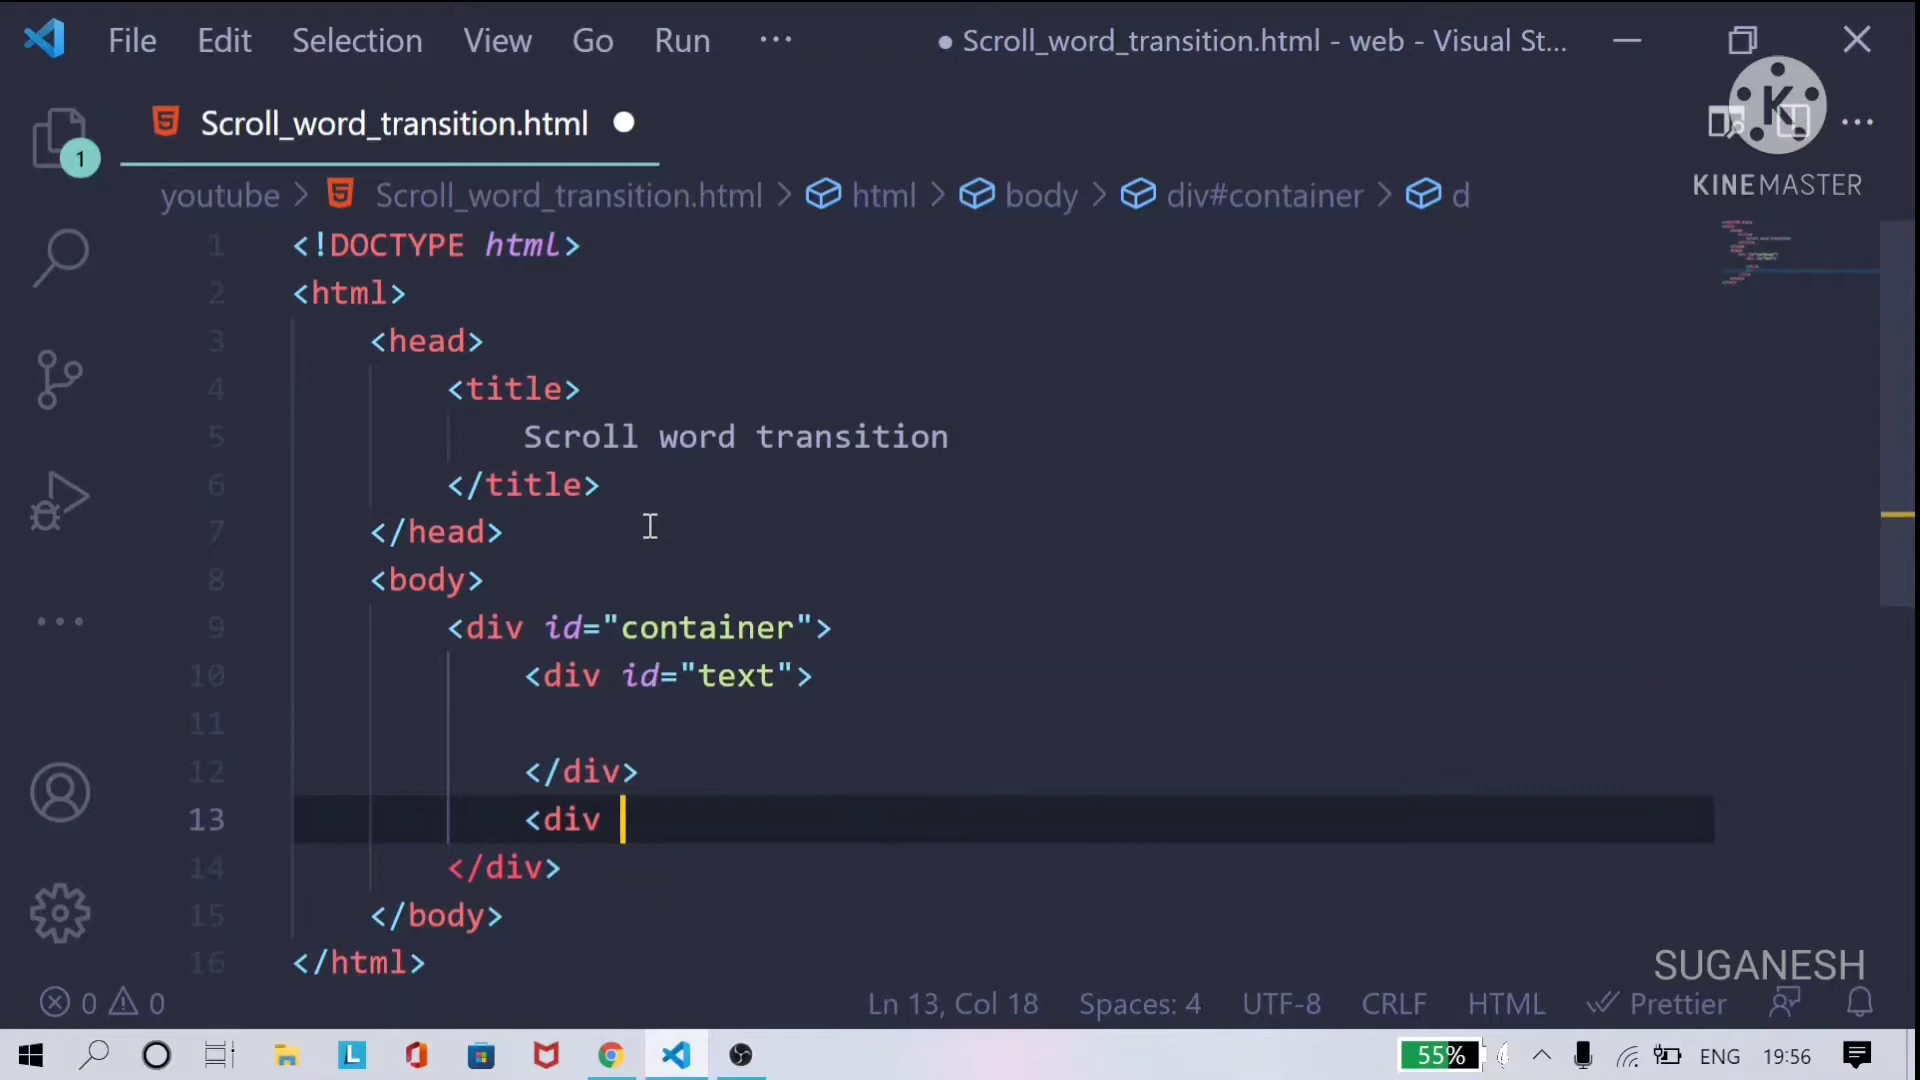 File Edit Selection View Go Run ··· ● Scroll_word_transition.html - web - Visual St...
Scroll_word_transition.html ●
K
KINEMASTER
1
youtube > Scroll_word_transition.html > html > body > div#container > d
1 <!DOCTYPE html>
2 <html>
3 <head>
4 <title>
5 Scroll word transition
6 </title>
7 </head>
8 <body>
9 <div id="container">
10 <div id="text">
11
12 </div>
13 <div
14 </div>
15 </body>
16 </html>
SUGANESH
0 0 Ln 13, Col 18 Spaces: 4 UTF-8 CRLF HTML Prettier
L 55% ENG 19:56